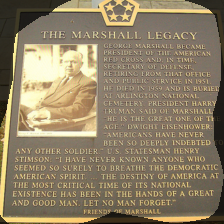 THE MARSHALL LEGACY
GEORGE MARSHALL BECAME
PRESIDENT OF THE AMERICAN
RED CROSS AND, IN TIME,
SECRETARY OF DEFENSE,
RETIRING FROM THAT OFFICE
AND PUBLIC SERVICE IN 1951.
HE DIED IN 1959 AND IS BURIED
AT ARLINGTON NATIONAL
CEMETERY. PRESIDENT HARRY
TRUMAN SAID OF MARSHALL:
"HE IS THE GREAT ONE OF THE
AGE." DWIGHT EISENHOWER:
"AMERICANS HAVE NEVER
BEEN SO DEEPLY INDEBTED
ANY OTHER SOLDIER." U.S. STATESMAN HENRY
STIMSON: "I HAVE NEVER KNOWN ANYONE WHO
SEEMED SO SURELY TO BREATHE THE DEMOCRATIC
AMERICAN SPIRIT. ... THE DESTINY OF AMERICA AT
THE MOST CRITICAL TIME OF ITS NATIONAL
EXISTENCE HAS BEEN IN THE HANDS OF A GREAT
AND GOOD MAN. LET NO MAN FORGET."
FRIENDS OF MARSHALL